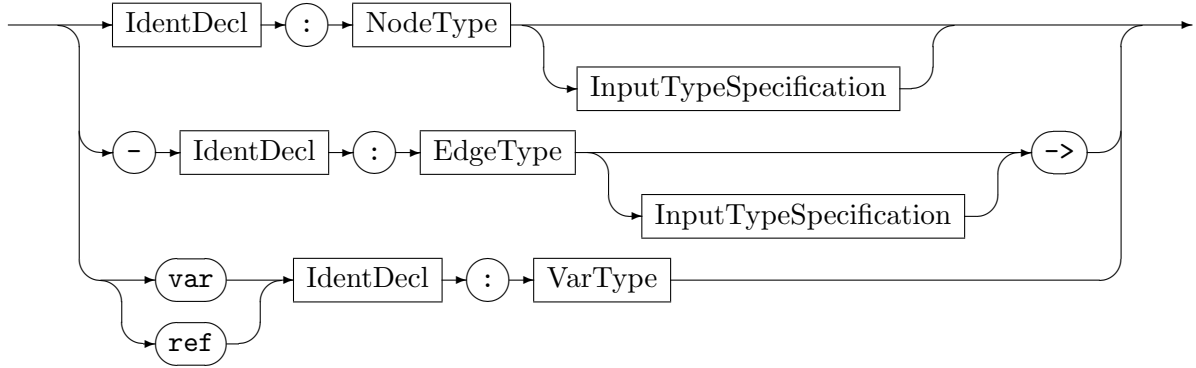 IdentDecl : NodeType
InputTypeSpecification
- IdentDecl : EdgeType ->
InputTypeSpecification
var IdentDecl : VarType
ref